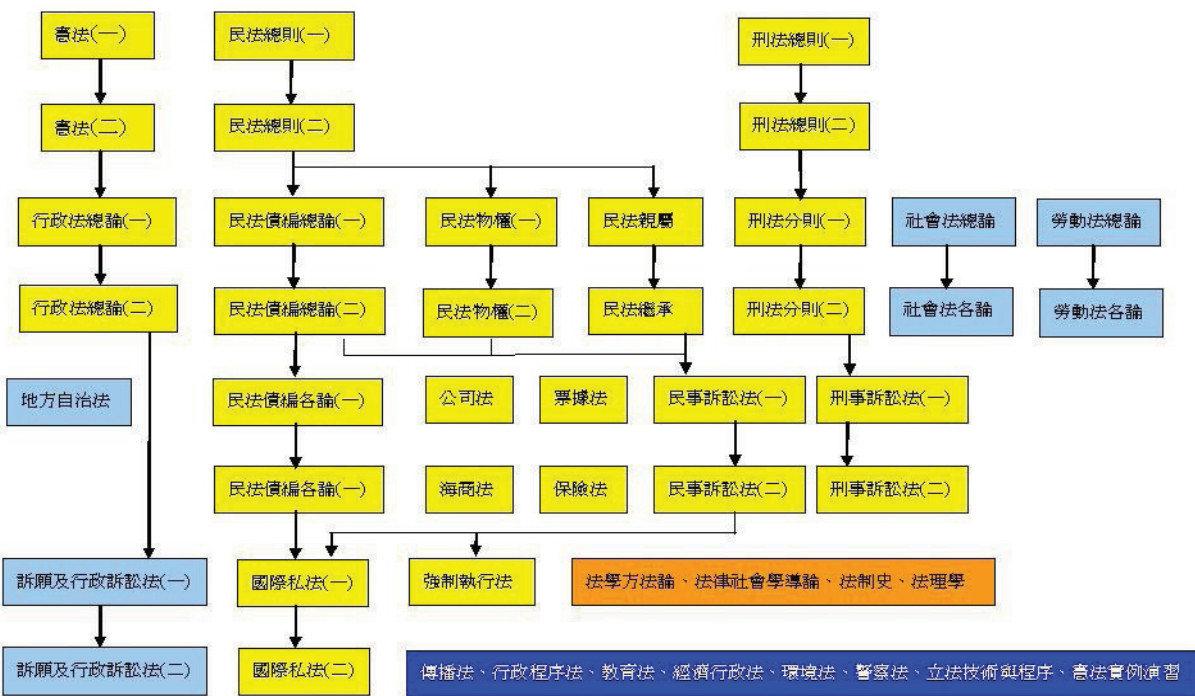 憲法(一)
民法總則(一)
刑法總則(一)
憲法(二)
民法總則(二)
刑法總則(二)
行政法總論(一)
民法債編總論(一)
民法物權(一)
民法親屬
刑法分則(一)
社會法總論
勞動法總論
行政法總論(二)
民法債編總論(二)
民法物權(二)
民法繼承
刑法分則(二)
社會法各論
勞動法各論
地方自治法
民法債編各論(一)
公司法
票據法
民事訴訟法(一)
刑事訴訟法(一)
民法債編各論(一)
海商法
保險法
民事訴訟法(二)
刑事訴訟法(二)
訴願及行政訴訟法(一)
國際私法(一)
強制執行法
法學方法論、法律社會學導論、法制史、法理學
訴願及行政訴訟法(二)
國際私法(二)
傳播法、行政程序法、教育法、經濟行政法、環境法、警察法、立法技術與程序、憲法實例演習